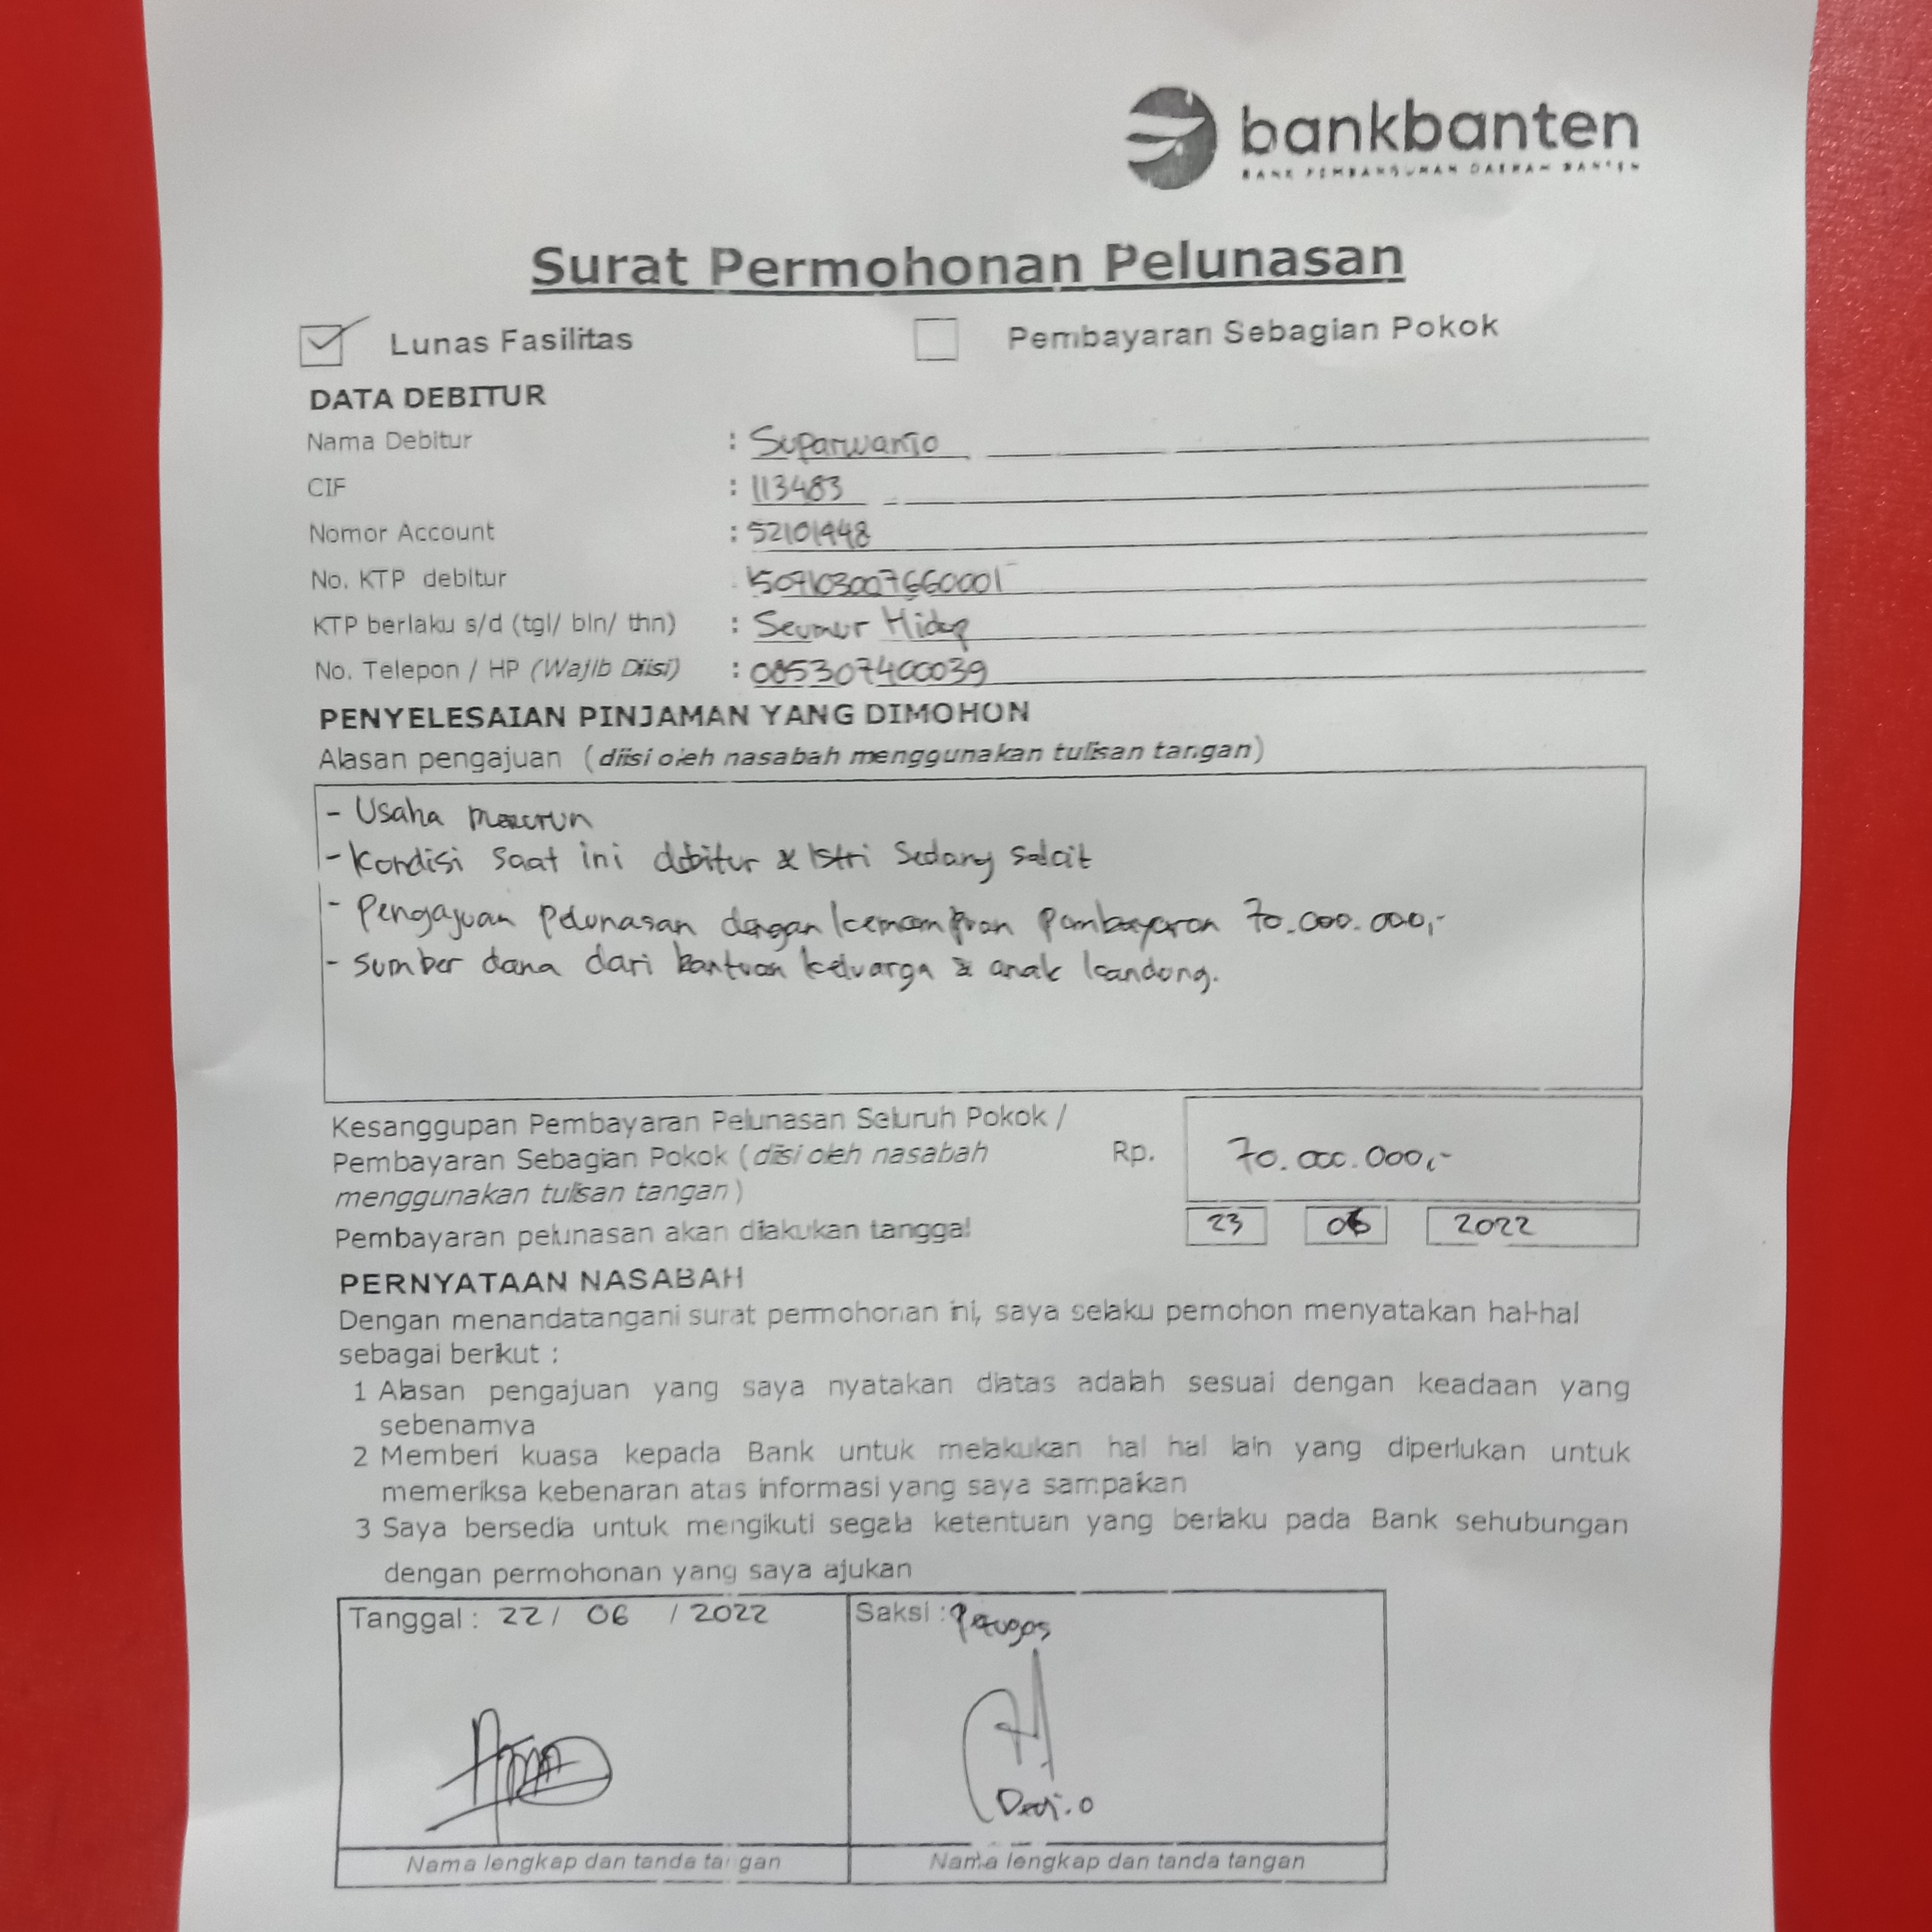 bankbanten
BANK PEMBANGUNAN DAERAH BANTEN
Surat Permohonan Pelunasan
Lunas Fasilitas Pembayaran Sebagian Pokok
DATA DEBITUR
Nama Debitur : Suparwanto
CIF : 113483
Nomor Account : 52101948
No. KTP debitur
KTP berlaku s/d (tgl/ bln/ thn) : Seumur Hidup
No. Telepon / HP (Wajib Diisi) : 085307400039
PENYELESAIAN PINJAMAN YANG DIMOHON
Alasan pengajuan (diisi oleh nasabah menggunakan tulisan tangan)
- Usaha menurun
- Kondisi saat ini debitur & Istri Sedang sakit
- Pengajuan Pelunasan dengan kemampuan pembayaran 70.000.000,-
- Sumber dana dari bantuan keluarga & anak kandung.
Kesanggupan Pembayaran Pelunasan Seluruh Pokok /
Pembayaran Sebagian Pokok (diisi oleh nasabah Rp. 70.000.000,-
menggunakan tulisan tangan)
Pembayaran pelunasan akan dilakukan tanggal 23 06 2022
PERNYATAAN NASABAH
Dengan menandatangani surat permohonan ini, saya selaku pemohon menyatakan hal-hal
sebagai berikut :
1 Alasan pengajuan yang saya nyatakan diatas adalah sesuai dengan keadaan yang
sebenarnya
2 Memberi kuasa kepada Bank untuk melakukan hal hal lain yang diperlukan untuk
memeriksa kebenaran atas informasi yang saya sampaikan
3 Saya bersedia untuk mengikuti segala ketentuan yang berlaku pada Bank sehubungan
dengan permohonan yang saya ajukan
Tanggal : 22 / 06 / 2022 Saksi : Petugas
Dedi.O
Nama lengkap dan tanda tangan Nama lengkap dan tanda tangan